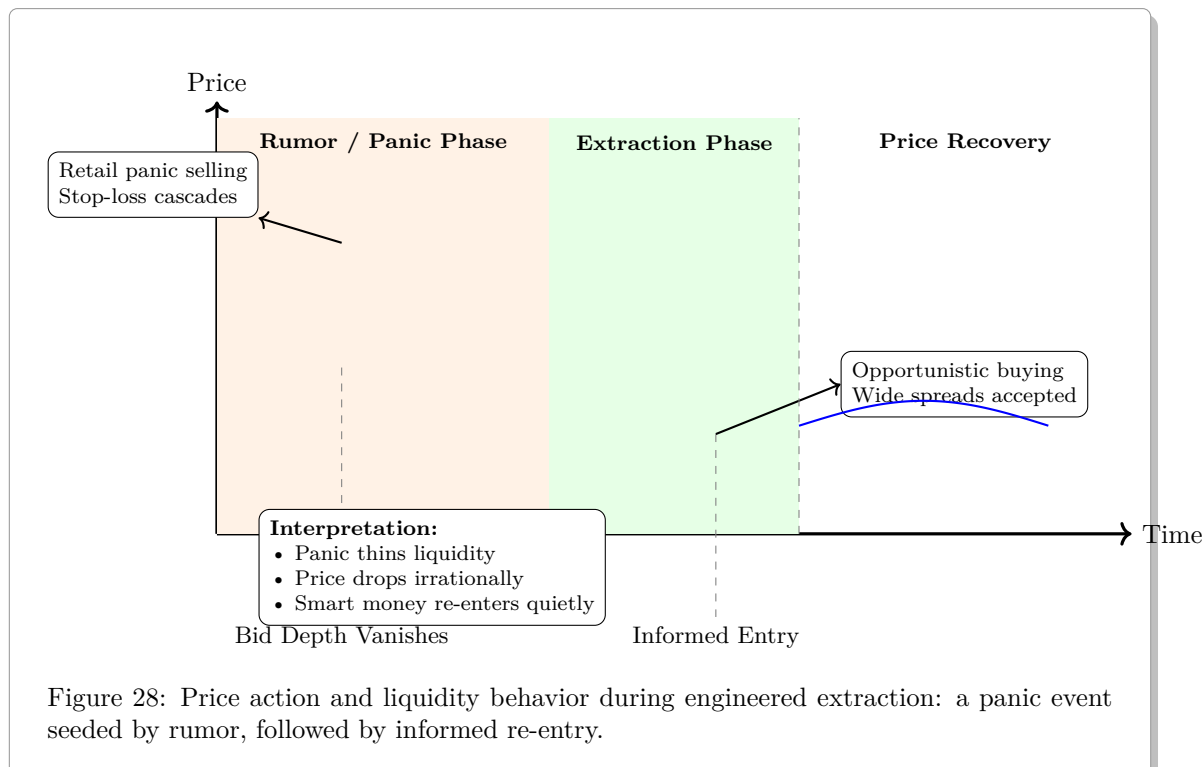 Price
Rumor / Panic Phase
Extraction Phase
Price Recovery
Retail panic selling
Stop-loss cascades
Opportunistic buying
Wide spreads accepted
Time
Interpretation:
• Panic thins liquidity
• Price drops irrationally
• Smart money re-enters quietly
Bid Depth Vanishes
Informed Entry
Figure 28: Price action and liquidity behavior during engineered extraction: a panic event
seeded by rumor, followed by informed re-entry.